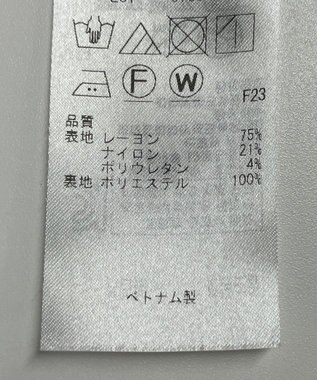 F
W
F23
品質
表地 レーヨン 75%
ナイロン 21%
ポリウレタン 4%
裏地 ポリエステル 100%
ベトナム製